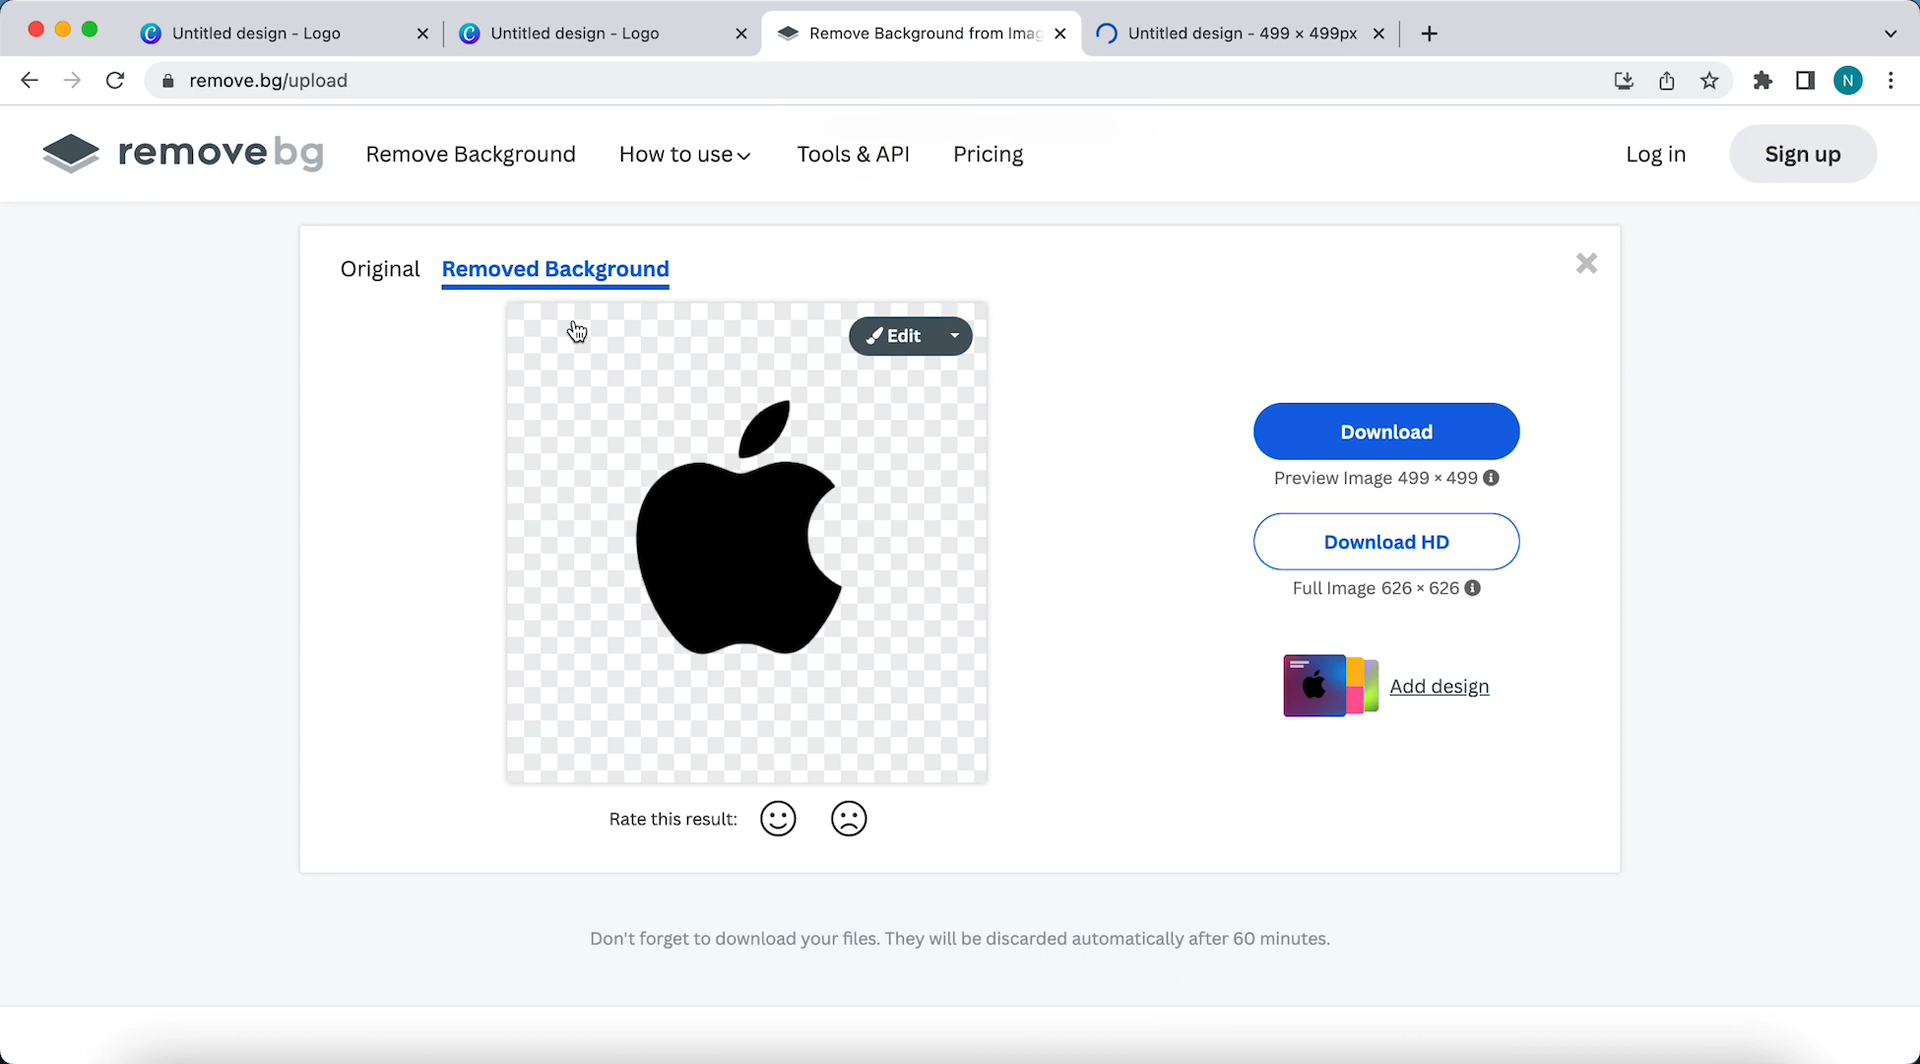 Untitled design - Logo
Untitled design - Logo
Remove Background from Imag
Untitled design - 499 × 499px
remove.bg/upload
N
removebg
Remove Background
How to use
Tools & API
Pricing
Log in
Sign up
Original
Removed Background
Edit
Download
Preview Image 499 × 499
Download HD
Full Image 626 × 626
Add design
Rate this result:
Don't forget to download your files. They will be discarded automatically after 60 minutes.